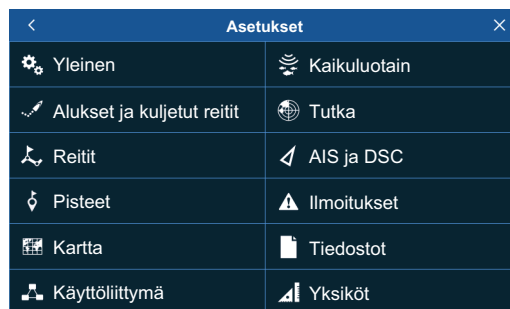 Asetukset
Yleinen
Kaikuluotain
Alukset ja kuljetut reitit
Tutka
Reitit
AIS ja DSC
Pisteet
Ilmoitukset
Kartta
Tiedostot
Käyttöliittymä
Yksiköt